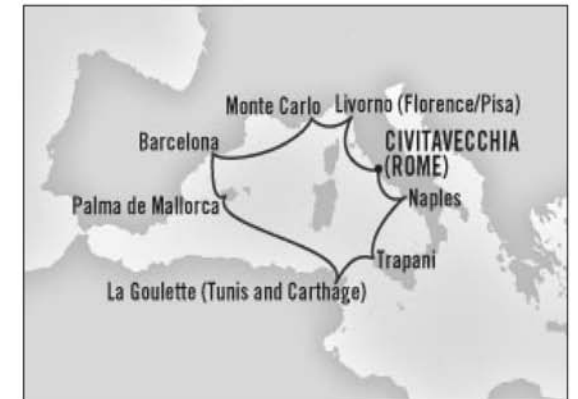 Monte Carlo
Livorno (Florence/Pisa)
Barcelona
CIVITAVECCHIA
(ROME)
Palma de Mallorca
Naples
Trapani
La Goulette (Tunis and Carthage)